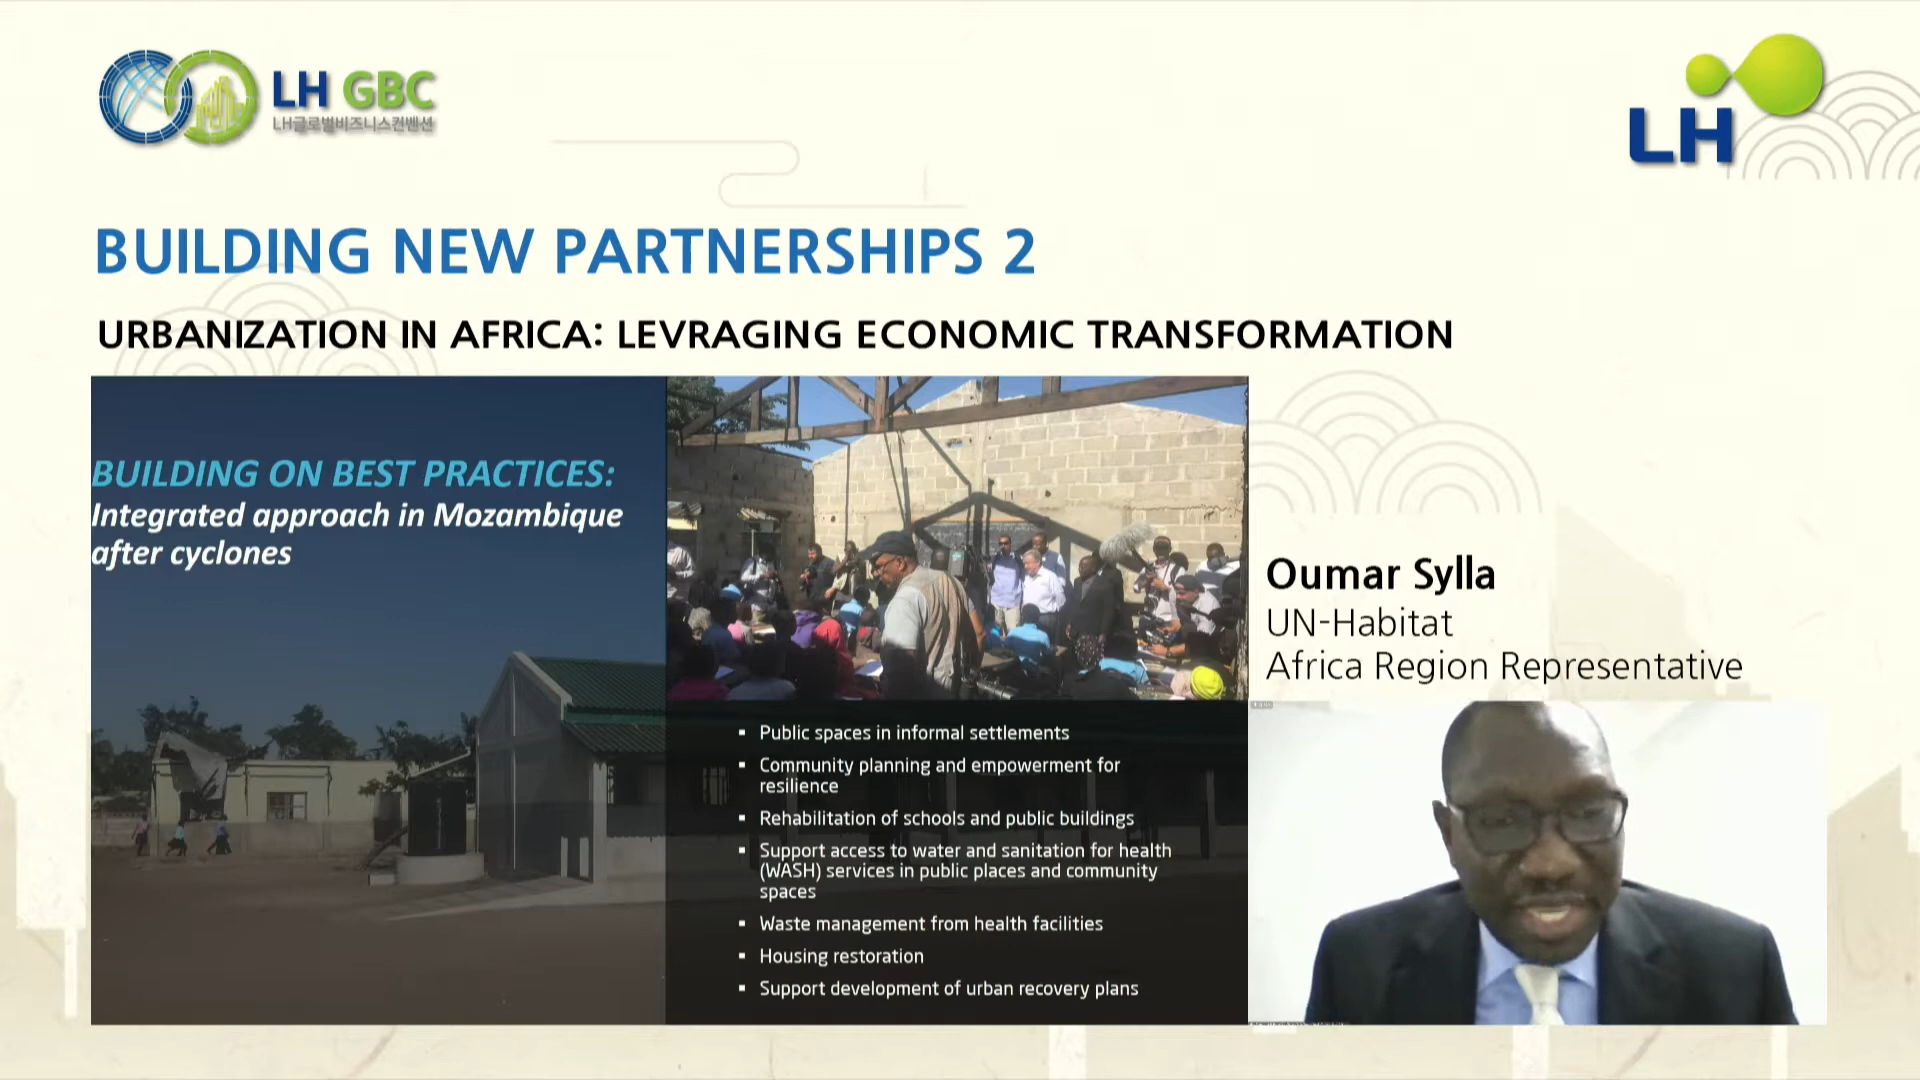 LH GBC
LH글로벌비즈니스컨벤션
LH
BUILDING NEW PARTNERSHIPS 2
URBANIZATION IN AFRICA: LEVRAGING ECONOMIC TRANSFORMATION
BUILDING ON BEST PRACTICES:
Integrated approach in Mozambique
after cyclones
▪ Public spaces in informal settlements
▪ Community planning and empowerment for
resilience
▪ Rehabilitation of schools and public buildings
▪ Support access to water and sanitation for health
(WASH) services in public places and community
spaces
▪ Waste management from health facilities
▪ Housing restoration
▪ Support development of urban recovery plans
Oumar Sylla
UN-Habitat
Africa Region Representative